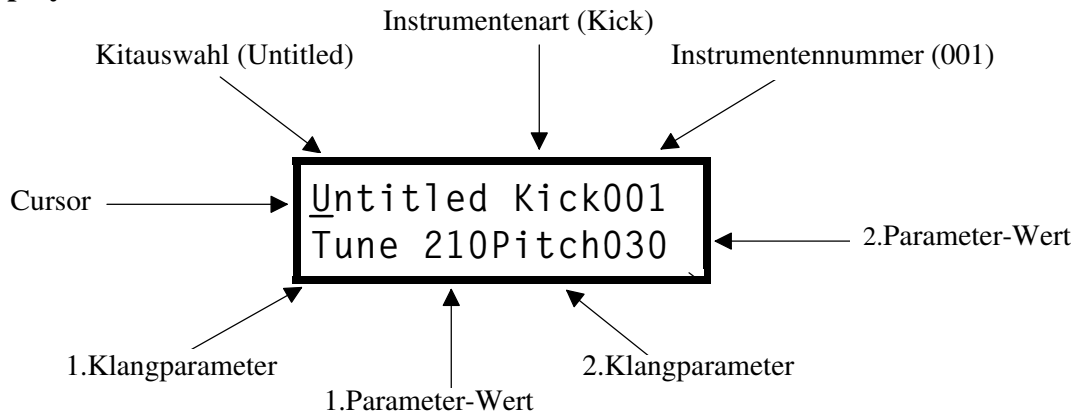 Instrumentenart (Kick)
Kitauswahl (Untitled)
Instrumentennummer (001)
Cursor
Untitled Kick001
Tune 210Pitch030
2.Parameter-Wert
1.Klangparameter
2.Klangparameter
1.Parameter-Wert